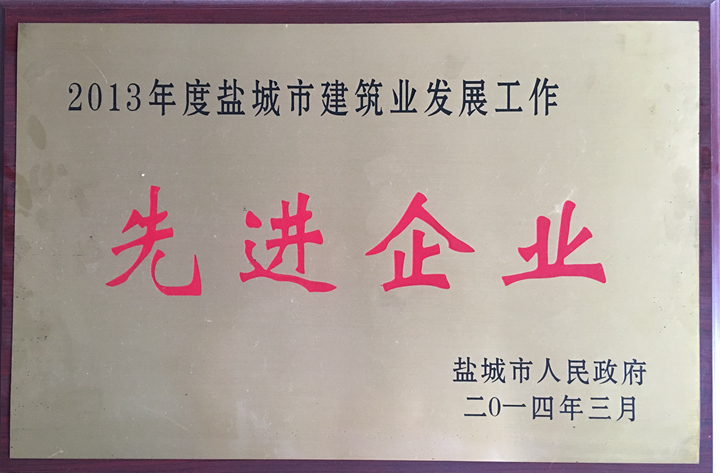 2013年度盐城市建筑业发展工作
先进企业
盐城市人民政府
二〇一四年三月